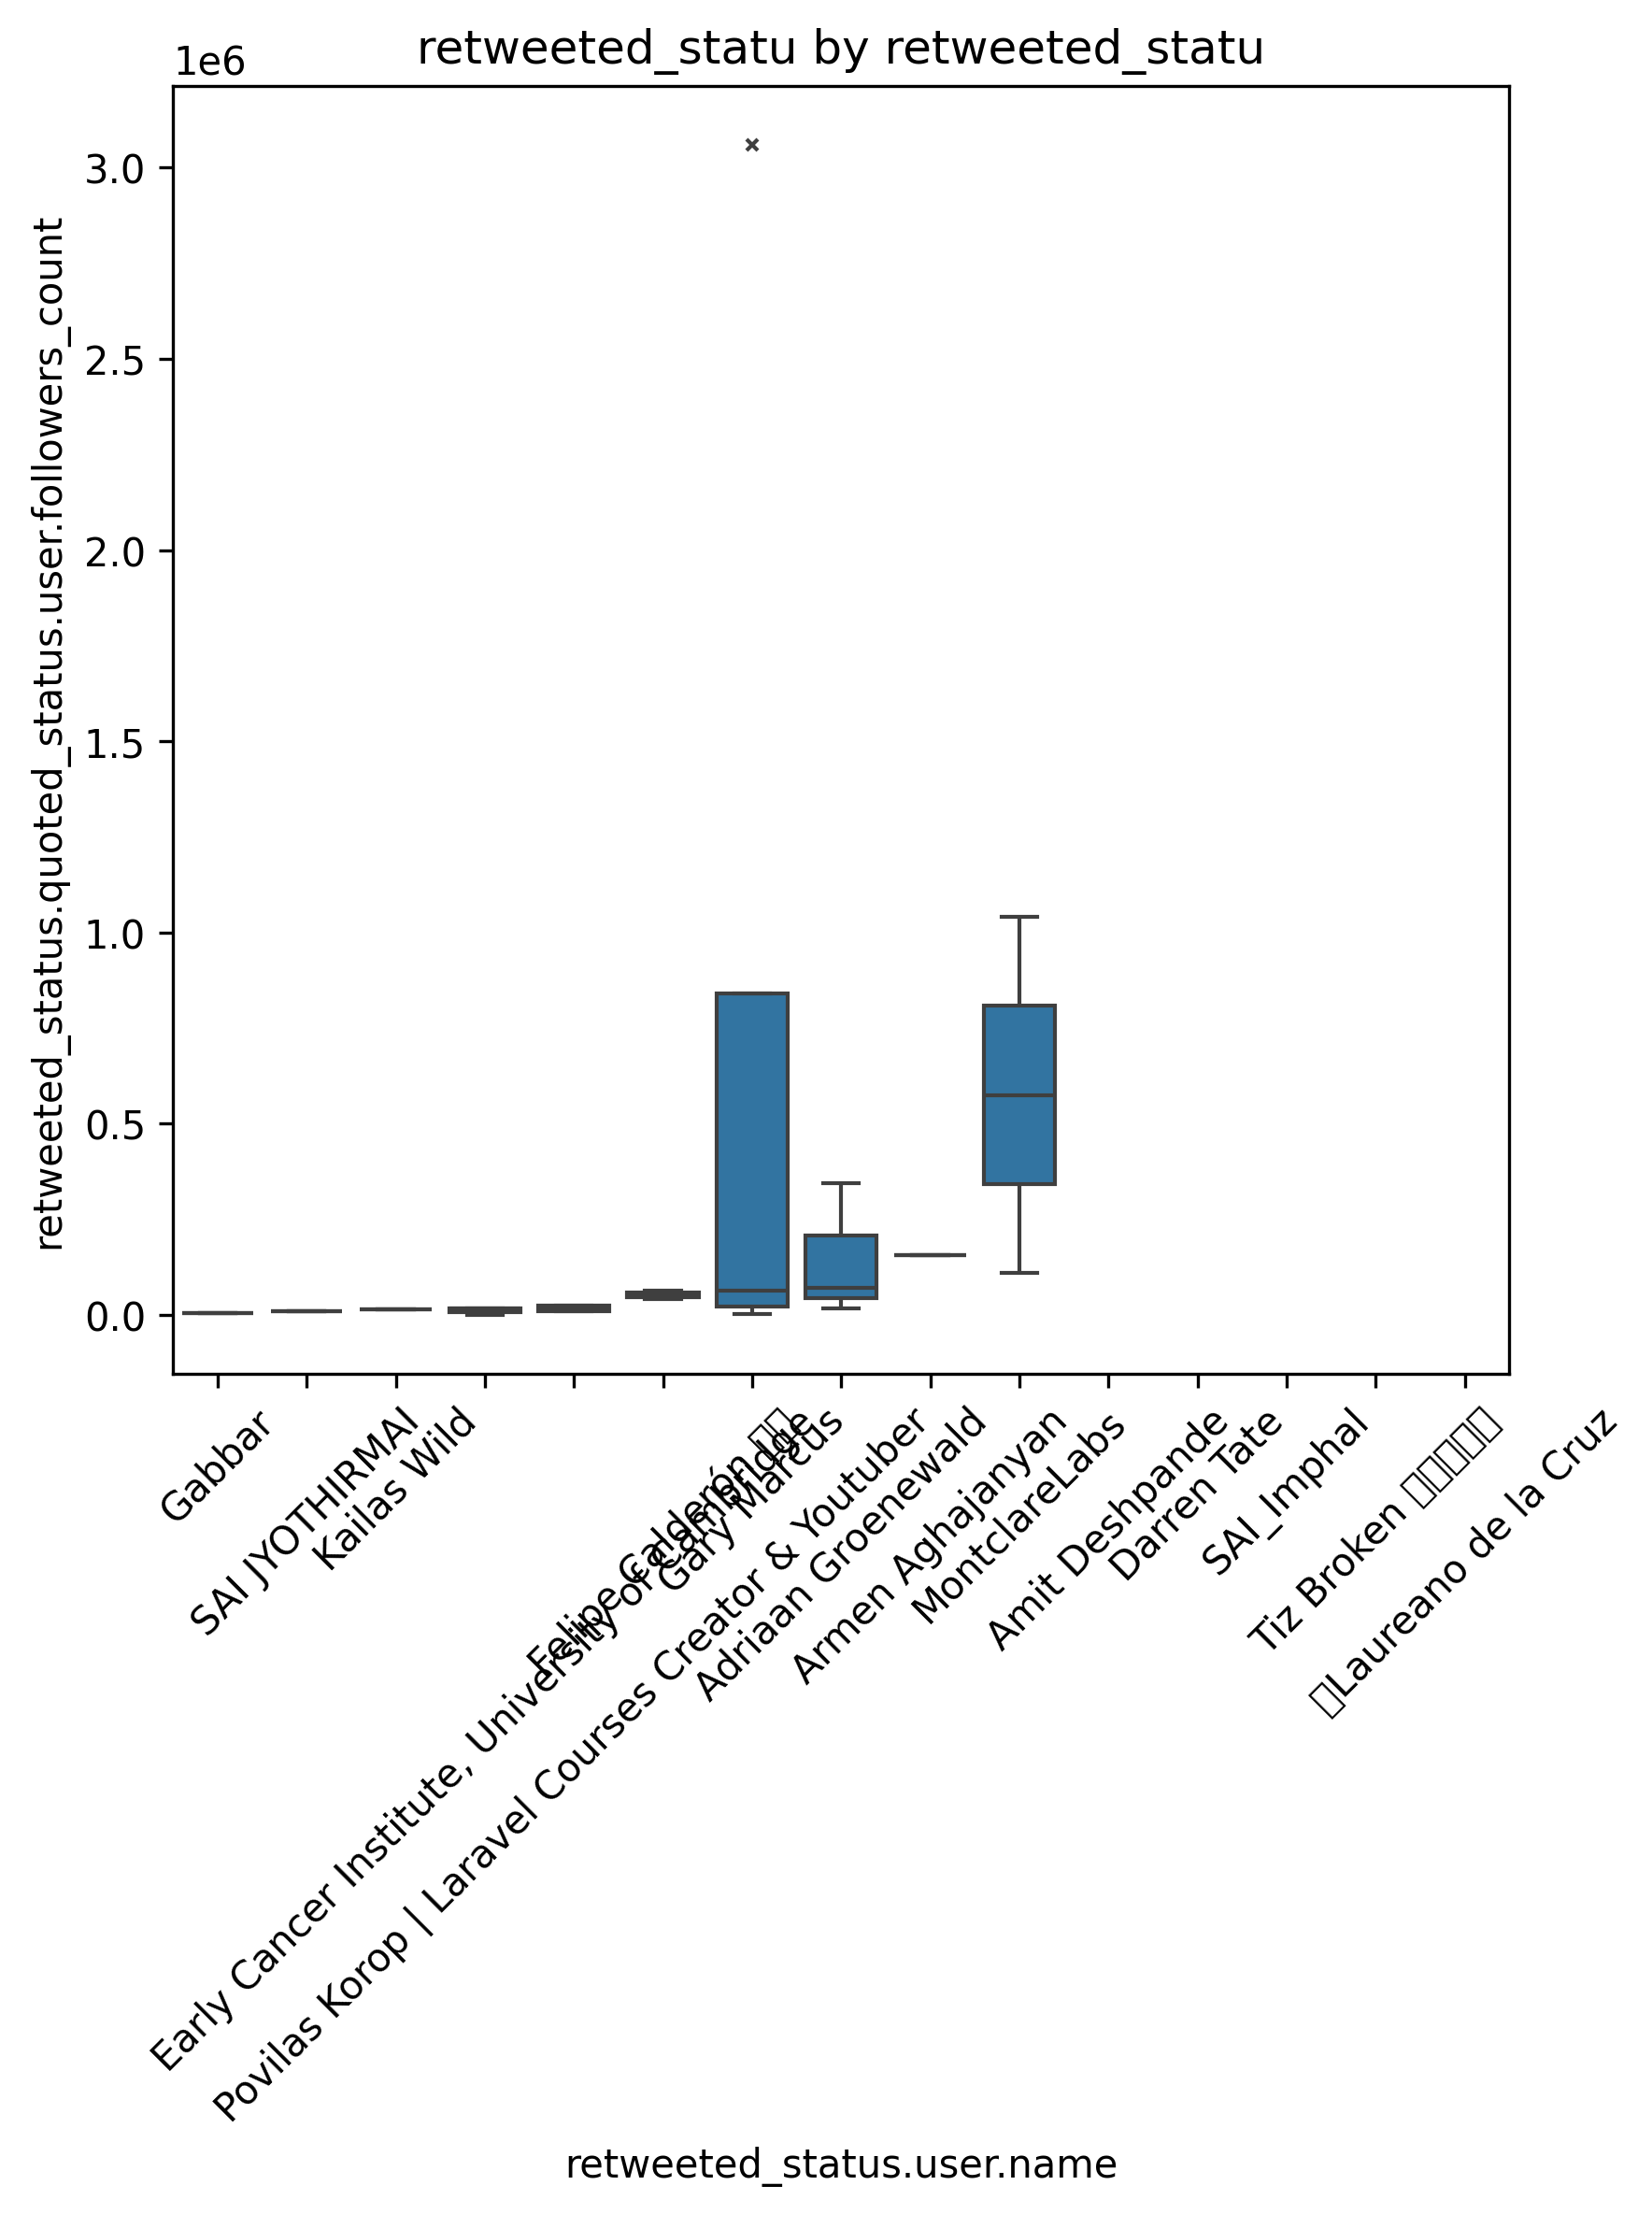 retweeted_statu by retweeted_statu
1e6
3.0
2.5
2.0
1.5
1.0
0.5
0.0
retweeted_status.quoted_status.user.followers_count
Gabbar
SAI JYOTHIRMAI
Kailas Wild
Early Cancer Institute, University of Cambridge
Povilas Korop | Laravel Courses Creator & Youtuber
Felipe Calderón
Gary Marcus
Adriaan Groenewald
Armen Aghajanyan
MontclareLabs
Amit Deshpande
Darren Tate
SAI_Imphal
Tiz Broken
Laureano de la Cruz
retweeted_status.user.name